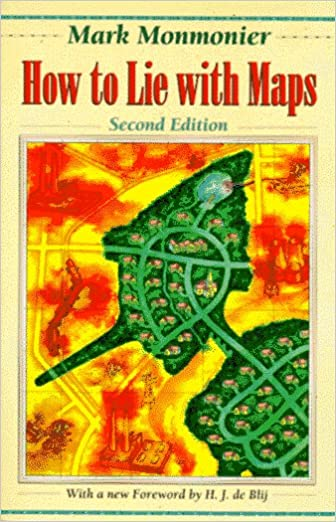 Mark Monmonier
How to Lie with Maps
Second Edition
With a new Foreword by H. J. de Blij